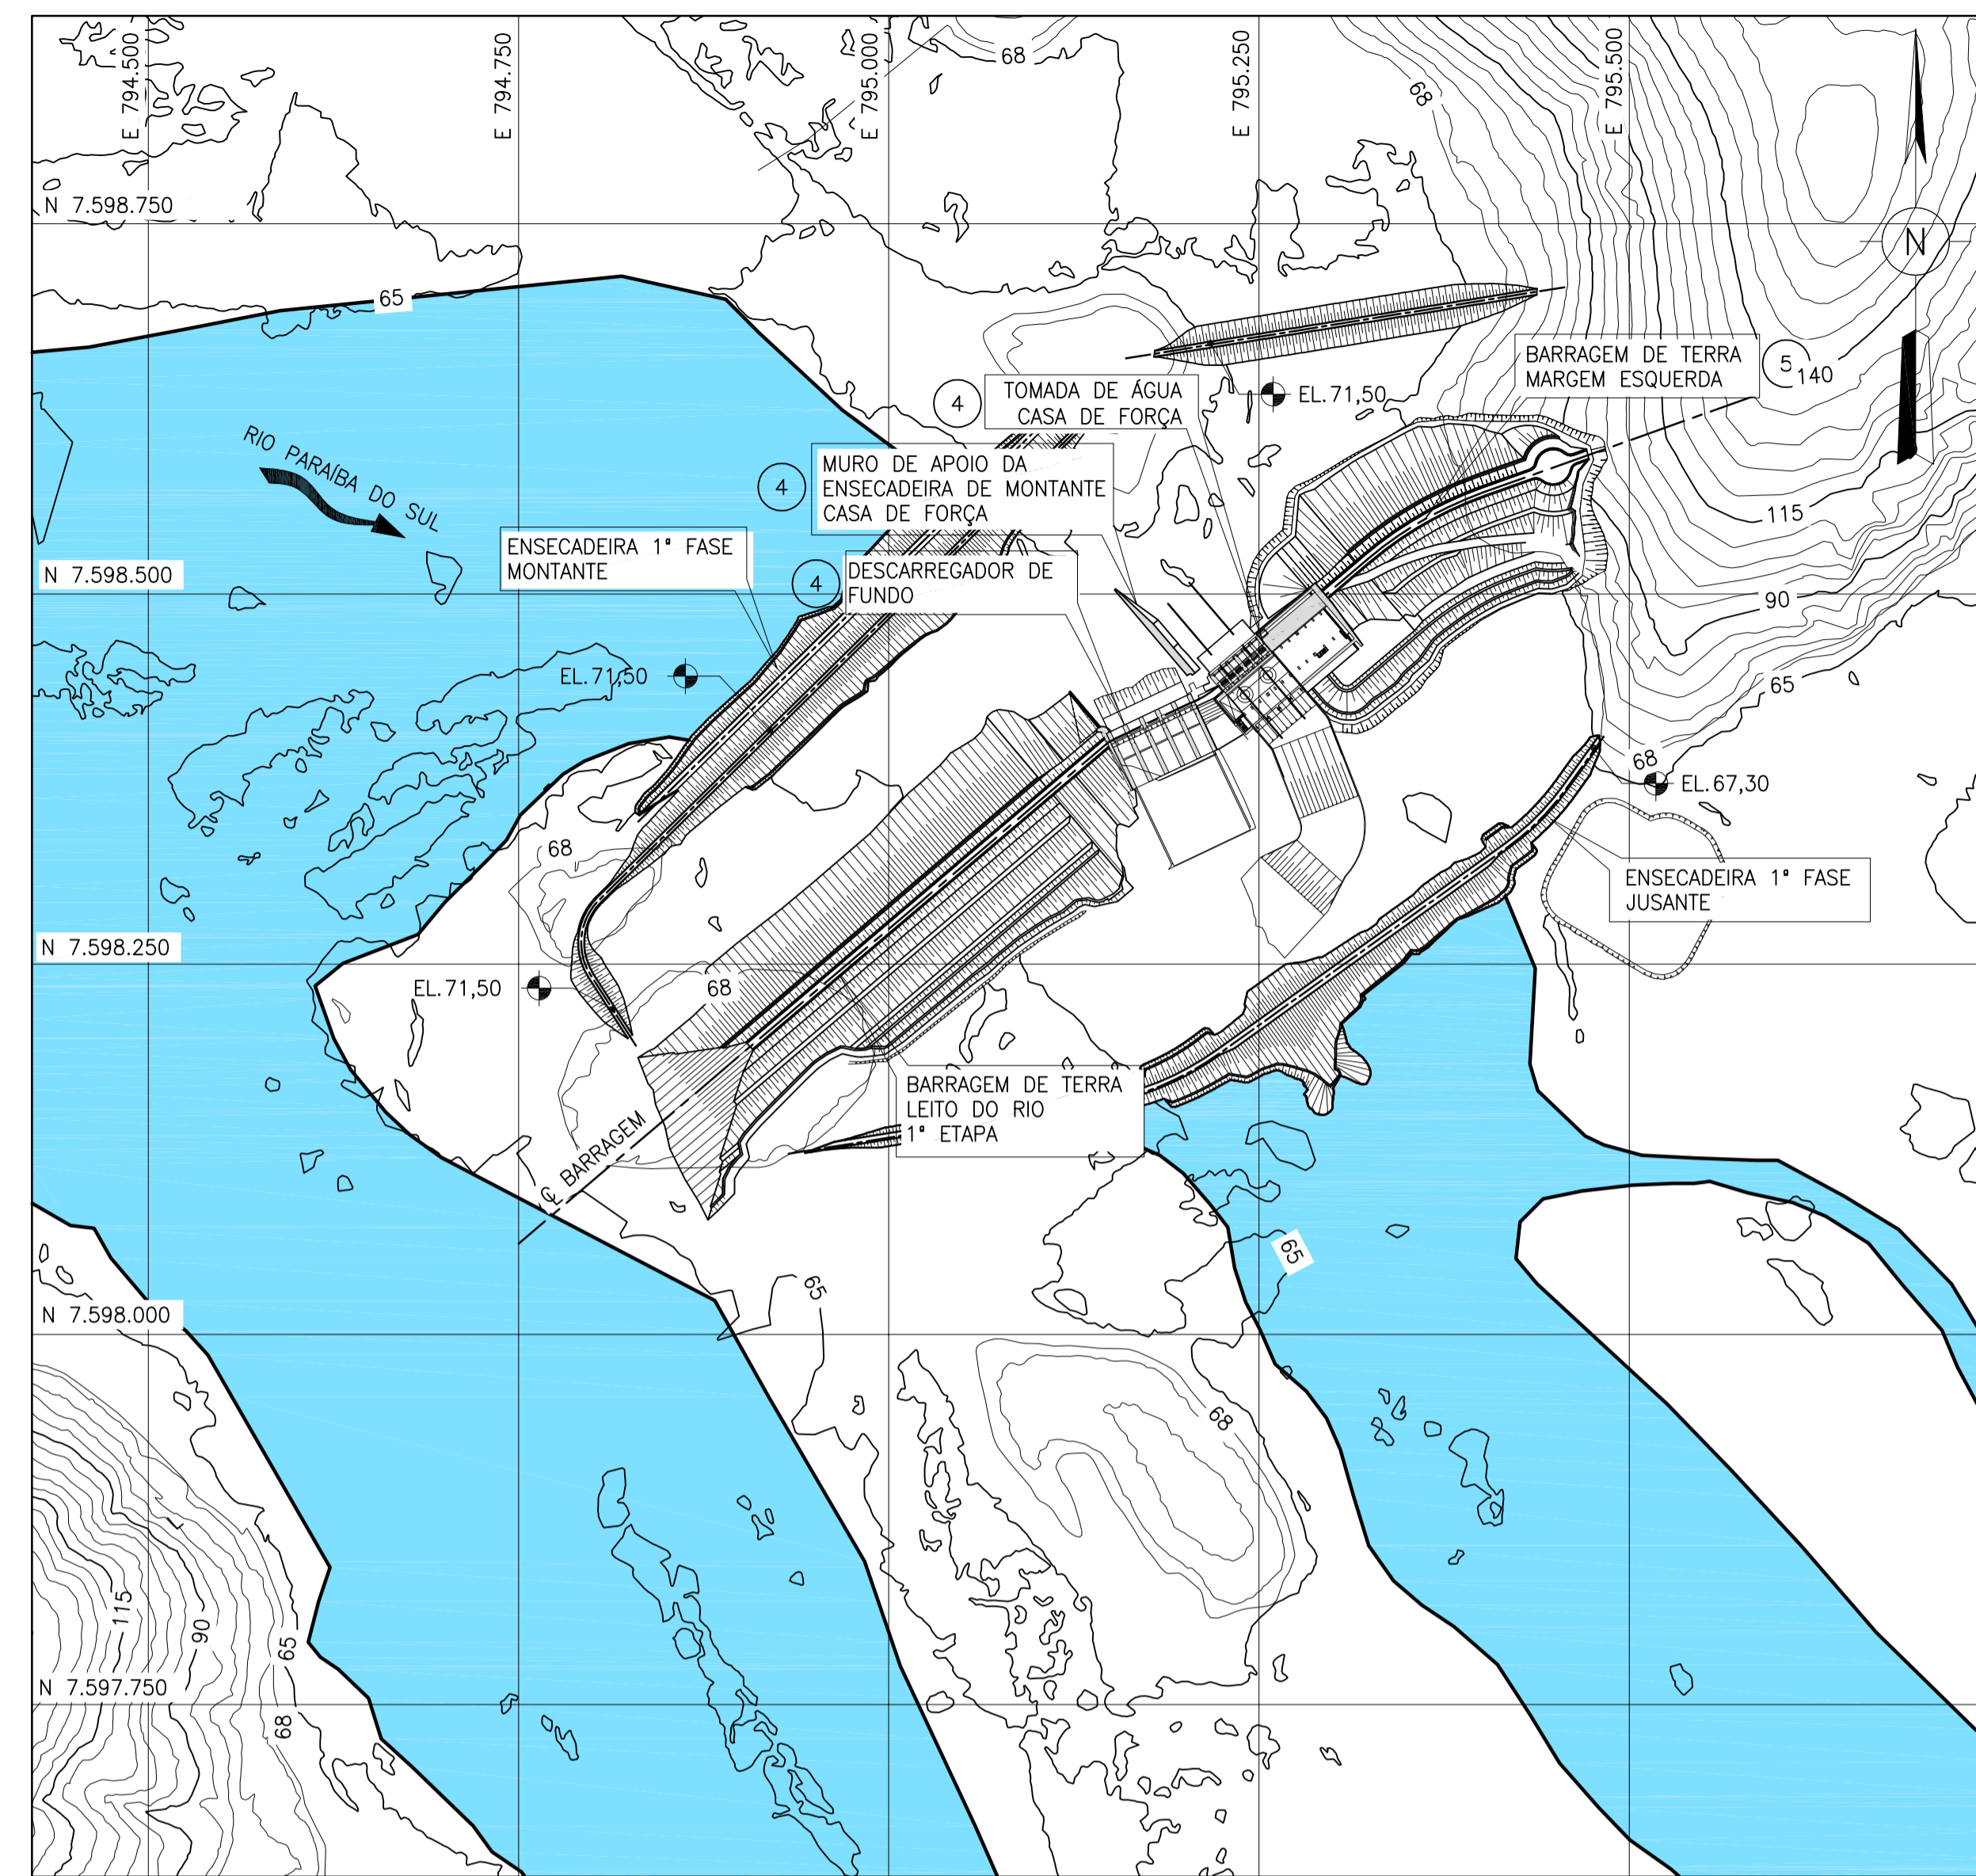 E 794.500
E 794.750
E 795.000
E 795.250
E 795.500
68
68
N 7.598.750
N
65
BARRAGEM DE TERRA
MARGEM ESQUERDA
5
140
4
TOMADA DE ÁGUA
CASA DE FORÇA
EL.71,50
RIO PARAÍBA DO SUL
4
MURO DE APOIO DA
ENSECADEIRA DE MONTANTE
CASA DE FORÇA
115
ENSECADEIRA 1ª FASE
MONTANTE
N 7.598.500
4
DESCARREGADOR DE
FUNDO
90
EL.71,50
65
68
EL.67,30
68
ENSECADEIRA 1ª FASE
JUSANTE
N 7.598.250
EL.71,50
68
BARRAGEM DE TERRA
LEITO DO RIO
1ª ETAPA
℄ BARRAGEM
65
65
N 7.598.000
68
115
90
65
N 7.597.750
68